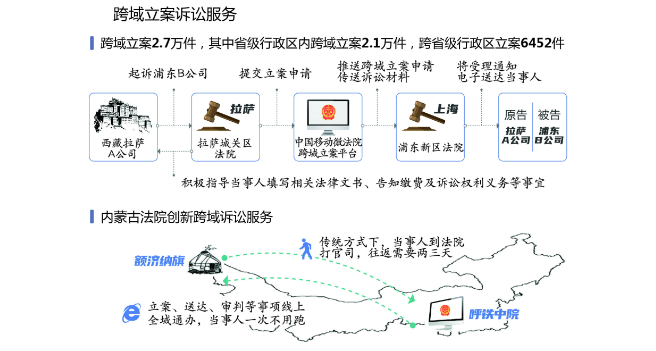 跨域立案诉讼服务
跨域立案2.7万件，其中省级行政区内跨域立案2.1万件，跨省级行政区立案6452件
起诉浦东B公司
提交立案申请
推送跨域立案申请
传送诉讼材料
将受理通知
电子送达当事人
西藏拉萨
A公司
拉萨
拉萨城关区
法院
中国移动微法院
跨域立案平台
上海
浦东新区法院
原告
拉萨
A公司
被告
浦东
B公司
积极指导当事人填写相关法律文书、告知缴费及诉讼权利义务等事宜
内蒙古法院创新跨域诉讼服务
额济纳旗
传统方式下，当事人到法院
打官司，往返需要两三天
立案、送达、审判等事项线上
全域通办，当事人一次不用跑
呼铁中院